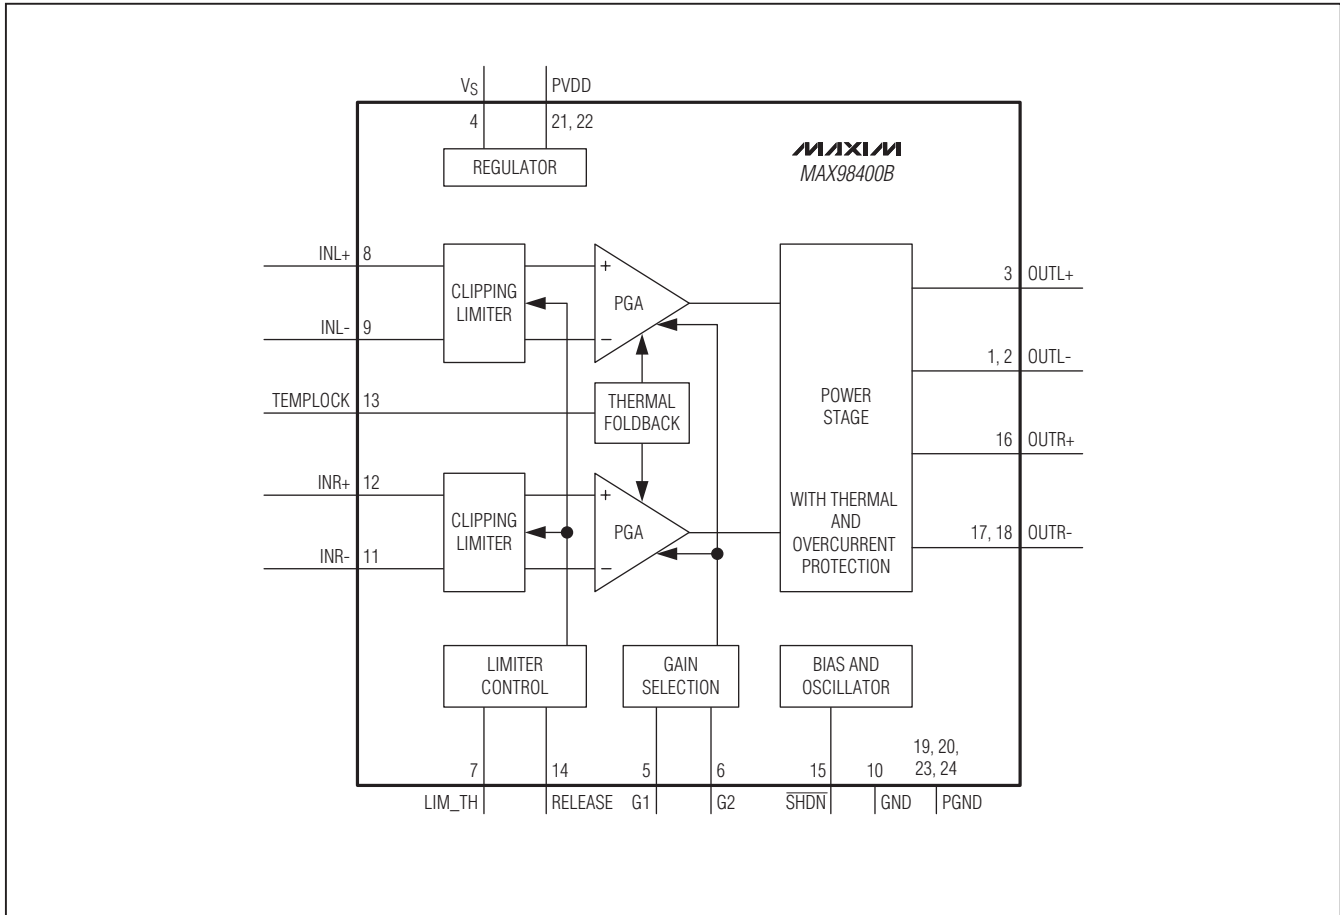 VS PVDD
4 21, 22
REGULATOR
MAXIM
MAX98400B
INL+ 8
CLIPPING
LIMITER
INL- 9
+
PGA
−
3 OUTL+
1, 2 OUTL-
TEMPLOCK 13
THERMAL
FOLDBACK
POWER
STAGE
16 OUTR+
INR+ 12
CLIPPING
LIMITER
INR- 11
+
PGA
−
WITH THERMAL
AND
OVERCURRENT
PROTECTION
17, 18 OUTR-
LIMITER
CONTROL
GAIN
SELECTION
BIAS AND
OSCILLATOR
7 14 5 6 15 10 19, 20,
23, 24
LIM_TH RELEASE G1 G2 SHDN GND PGND